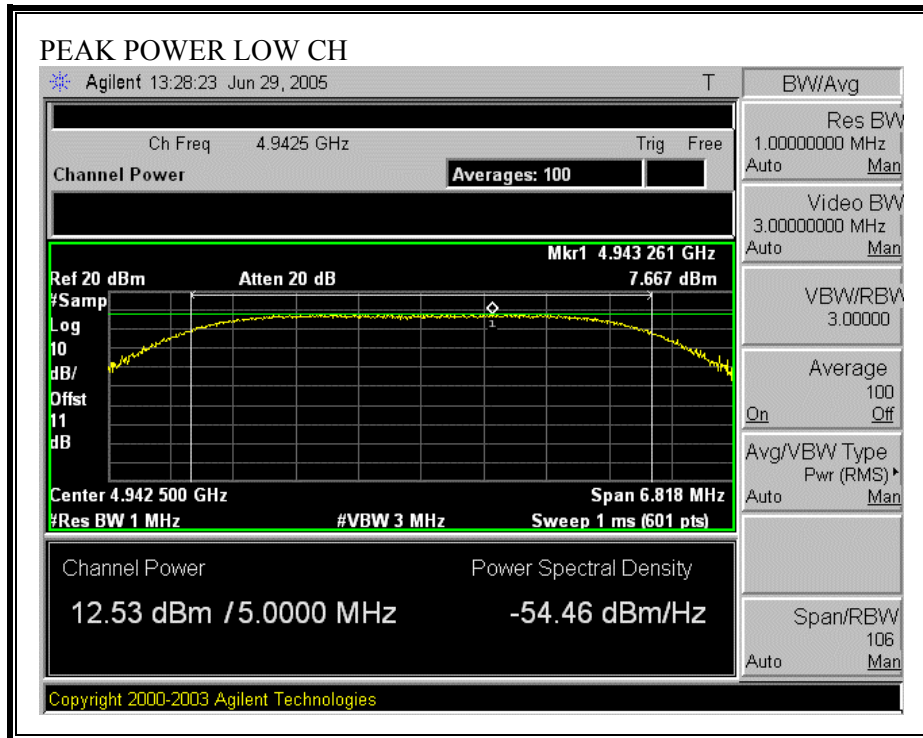 PEAK POWER LOW CH
Agilent 13:28:23 Jun 29, 2005 T
Ch Freq 4.9425 GHz Trig Free
Channel Power Averages: 100
Mkr1 4.943 261 GHz
Ref 20 dBm Atten 20 dB 7.667 dBm
#Samp
Log
10
dB/
Offst
11
dB
1
Center 4.942 500 GHz Span 6.818 MHz
#Res BW 1 MHz #VBW 3 MHz Sweep 1 ms (601 pts)
Channel Power Power Spectral Density
12.53 dBm / 5.0000 MHz -54.46 dBm/Hz
Copyright 2000-2003 Agilent Technologies
BW/Avg
Res BW
1.00000000 MHz
Auto Man
Video BW
3.00000000 MHz
Auto Man
VBW/RBW
3.00000
Average
100
On Off
Avg/VBW Type
Pwr (RMS)
Auto Man
Span/RBW
106
Auto Man